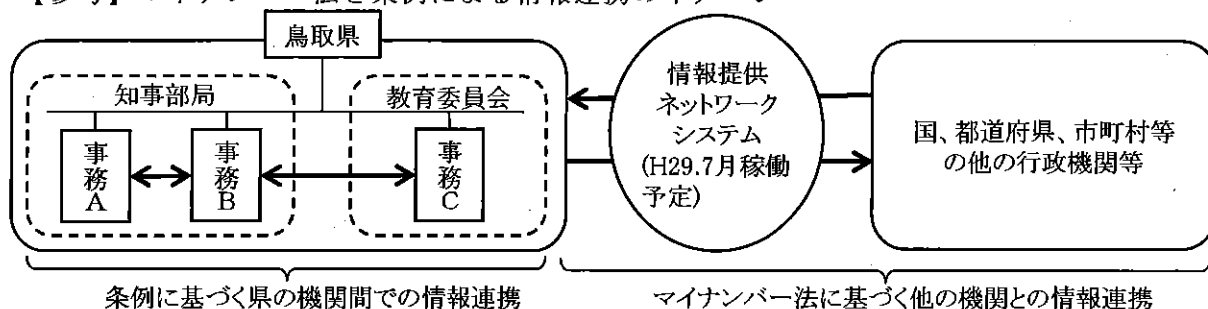 鳥取県
知事部局
教育委員会
事務A
事務B
事務C
情報提供
ネットワーク
システム
(H29.7月稼働
予定)
国、都道府県、市町村等
の他の行政機関等
条例に基づく県の機関間での情報連携
マイナンバー法に基づく他の機関との情報連携